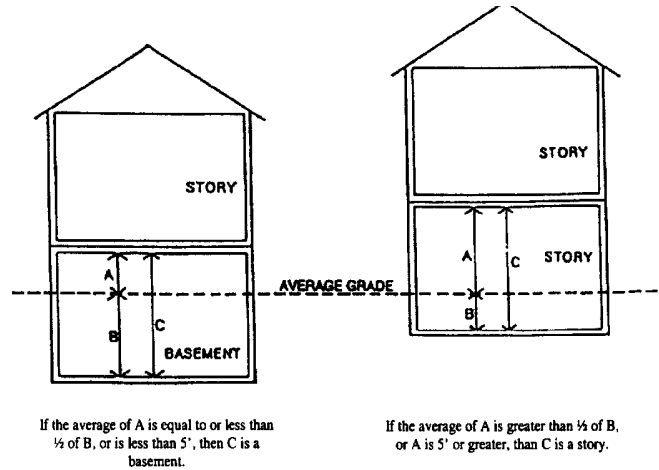 STORY
STORY
A
A
C
STORY
AVERAGE GRADE
B
B
C
BASEMENT
If the average of A is equal to or less than
½ of B, or is less than 5', then C is a
basement.
If the average of A is greater than ½ of B,
or A is 5' or greater, than C is a story.